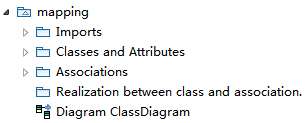 mapping
Imports
Classes and Attributes
Associations
Realization between class and association.
Diagram ClassDiagram